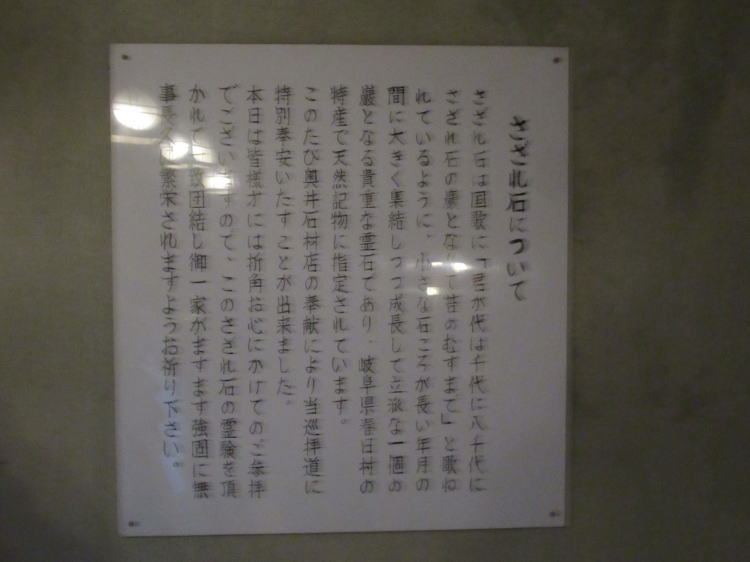 さざれ石について
さざれ石は国歌に「君が代は千代に八千代に
さざれ石の巌となりて苔のむすまで」と歌わ
れているように、小さな石ころが長い年月の
間に大きく集結しつつ成長して立派な一個の
巌となる貴重な霊石であり、岐阜県春日村の
特産で天然記物に指定されています。
このたび奥井石材店の奉献により当巡拝道に
特別奉安いたすことが出来ました。
本日は皆様方には折角お心にかけてのご参拝
でございますので、このさざれ石の霊験を頂
かれて一致団結し御一家がますます強固に無
事長久に繁栄されますようお祈り下さい。